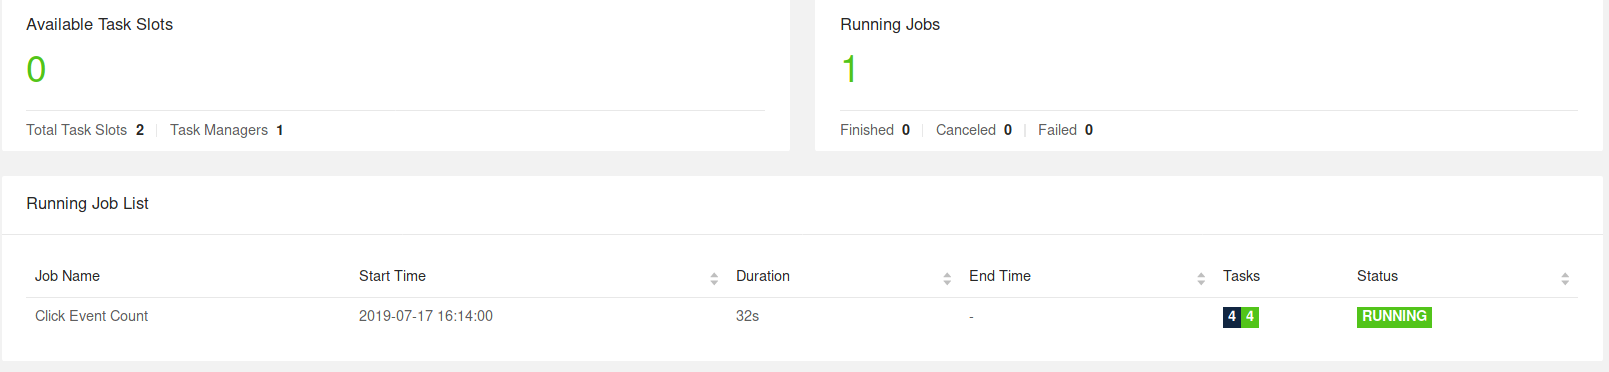 Available Task Slots
0
Total Task Slots 2 Task Managers 1
Running Jobs
1
Finished 0 Canceled 0 Failed 0
Running Job List
Job Name Start Time Duration End Time Tasks Status
Click Event Count 2019-07-17 16:14:00 32s - 4 4 RUNNING